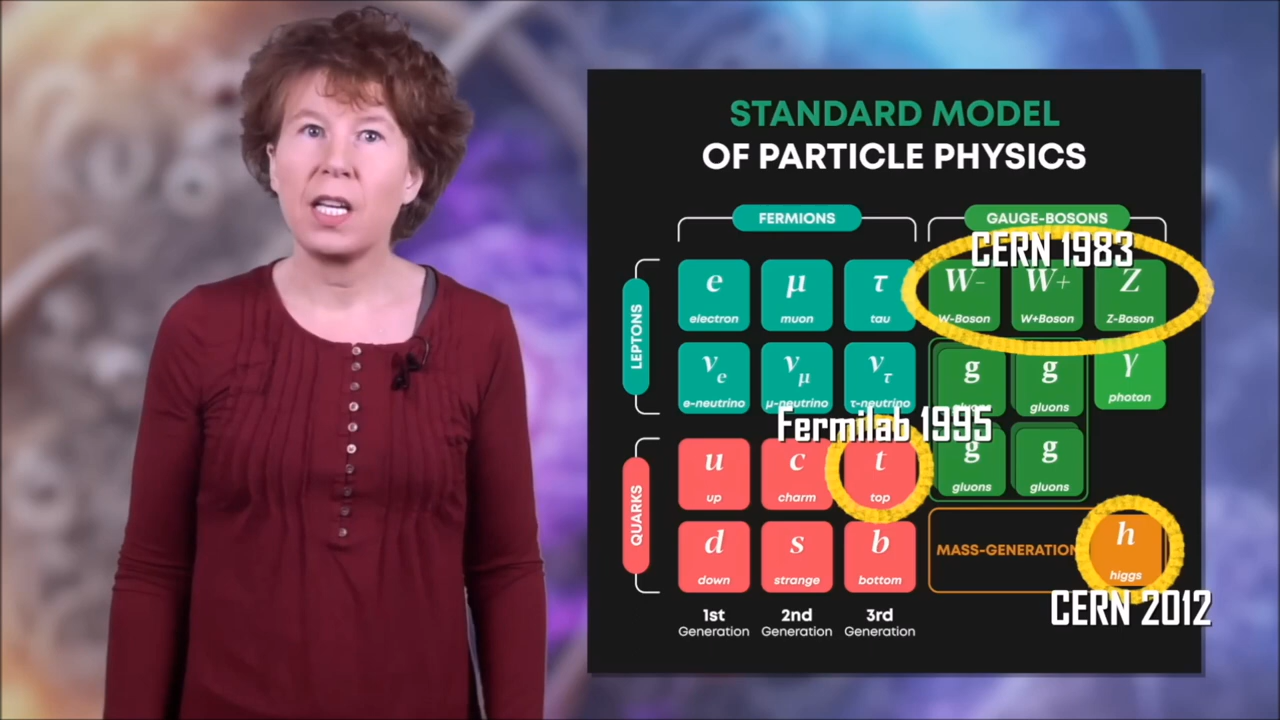 STANDARD MODEL
OF PARTICLE PHYSICS
FERMIONS
GAUGE-BOSONS
CERN 1983
LEPTONS
e
electron
μ
muon
τ
tau
W-
W-Boson
W+
W+Boson
Z
Z-Boson
νe
e-neutrino
νμ
μ-neutrino
ντ
τ-neutrino
g
gluons
g
gluons
γ
photon
Fermilab 1995
QUARKS
u
up
c
charm
t
top
g
gluons
g
gluons
d
down
s
strange
b
bottom
MASS-GENERATION
h
higgs
CERN 2012
1st
Generation
2nd
Generation
3rd
Generation